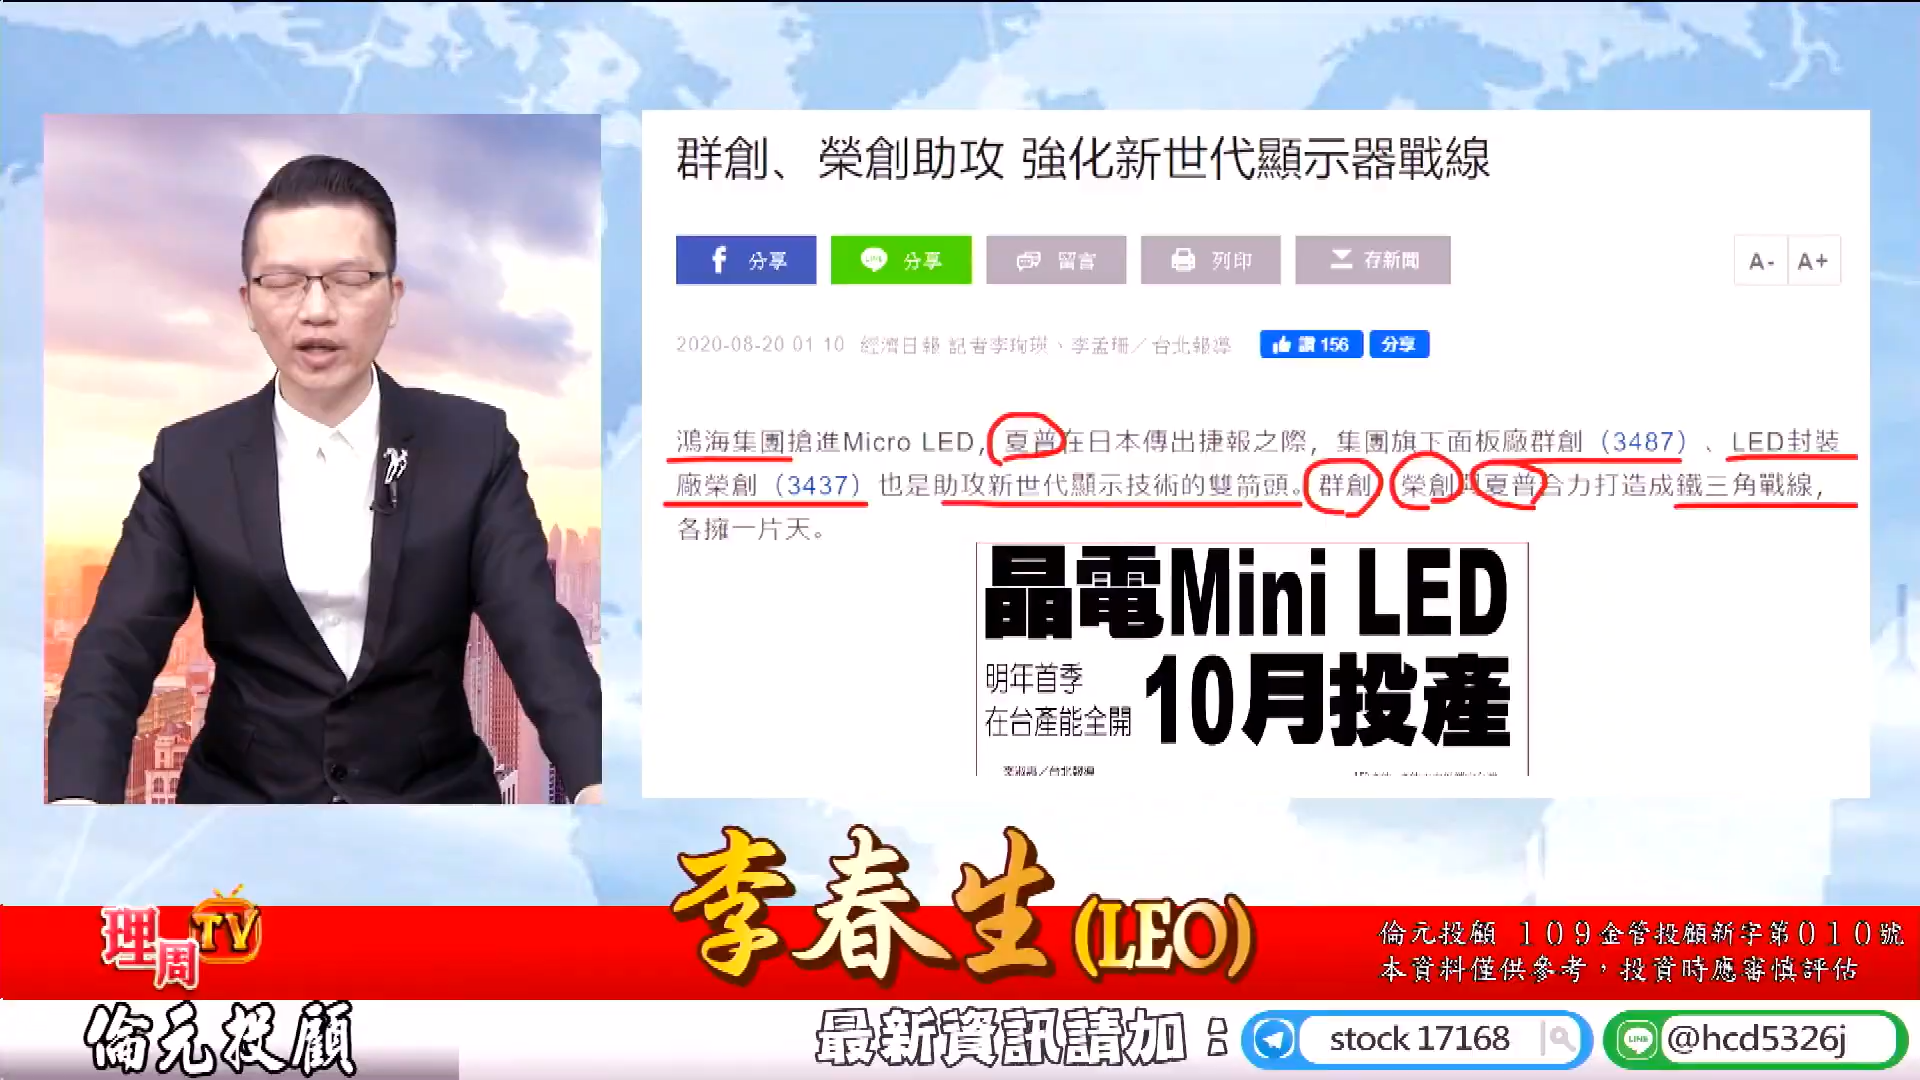 群創、榮創助攻 強化新世代顯示器戰線
分享
分享
留言
列印
存新聞
A- A+
2020-08-20 01:10 經濟日報 記者李珣瑛、李孟珊／台北報導
讚 156
分享
鴻海集團搶進Micro LED，夏普在日本傳出捷報之際，集團旗下面板廠群創（3487）、LED封裝
廠榮創（3437）也是助攻新世代顯示技術的雙箭頭。群創、榮創與夏普合力打造成鐵三角戰線，
各擁一片天。
晶電Mini LED
明年首季
在台產能全開
10月投產
李春生(LEO)
理周TV
倫元投顧 109金管投顧新字第010號
本資料僅供參考，投資時應審慎評估
倫元投顧
最新資訊請加：
stock 17168
LINE
@hcd5326j